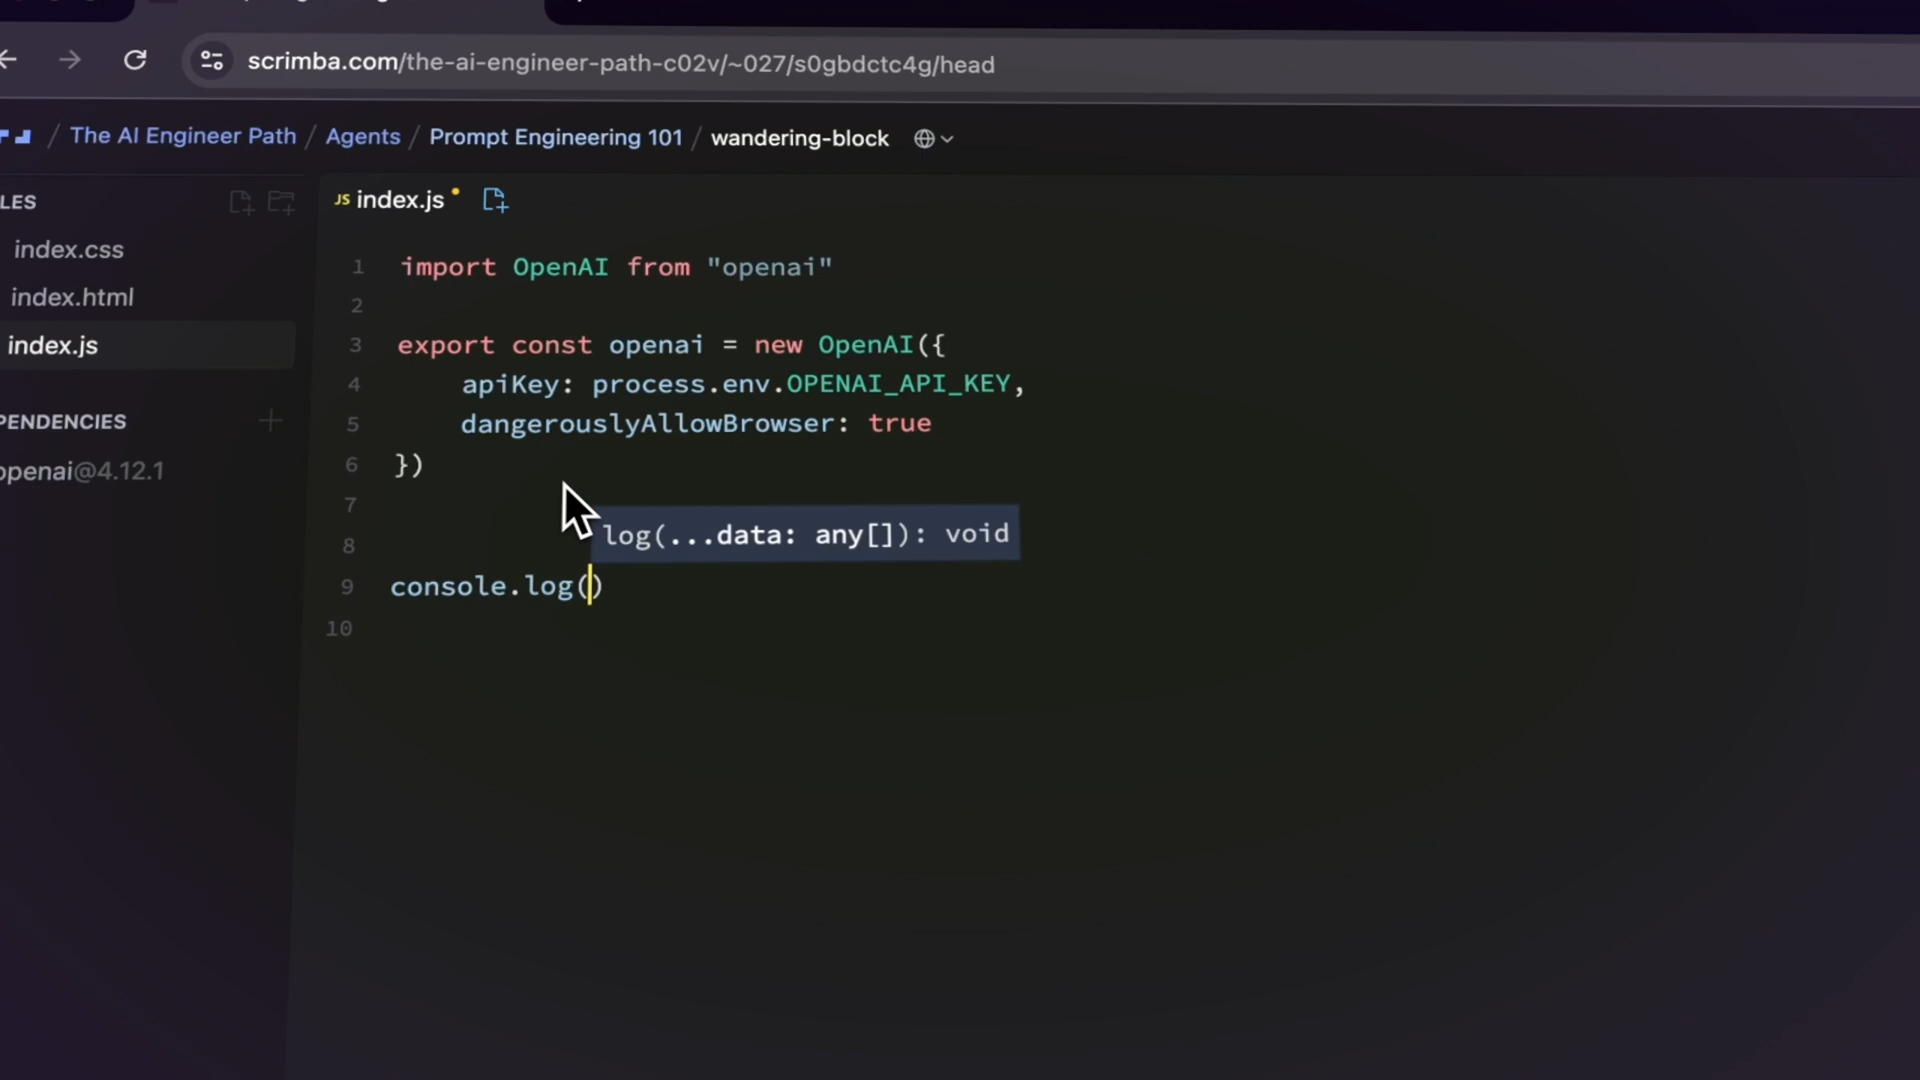 scrimba.com/the-ai-engineer-path-c02v/~027/s0gbdctc4g/head
/ The AI Engineer Path / Agents / Prompt Engineering 101 / wandering-block
LES
JS index.js
index.css
index.html
index.js
PENDENCIES
openai@4.12.1
1 import OpenAI from "openai"
2
3 export const openai = new OpenAI({
4 apiKey: process.env.OPENAI_API_KEY,
5 dangerouslyAllowBrowser: true
6 })
7
log(...data: any[]): void
8
9 console.log()
10